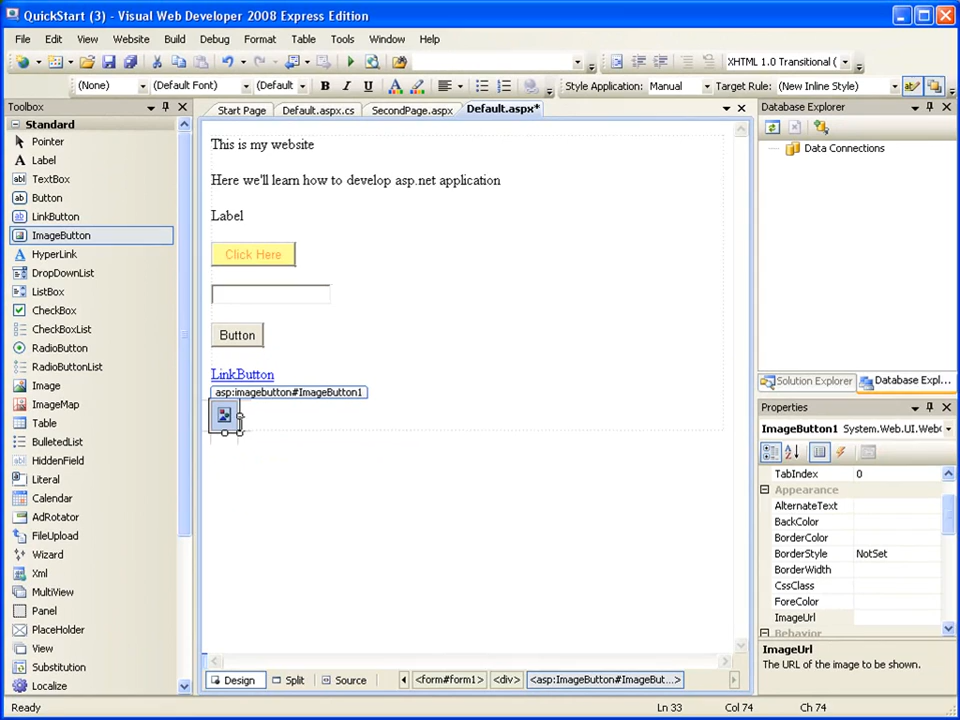 QuickStart (3) - Visual Web Developer 2008 Express Edition
File Edit View Website Build Debug Format Table Tools Window Help
XHTML 1.0 Transitional (
(None) (Default Font) (Default B I U A Style Application: Manual Target Rule: (New Inline Style)
Toolbox
Start Page Default.aspx.cs SecondPage.aspx Default.aspx*
Database Explorer
Standard
Pointer
Label
TextBox
Button
LinkButton
ImageButton
HyperLink
DropDownList
ListBox
CheckBox
CheckBoxList
RadioButton
RadioButtonList
Image
ImageMap
Table
BulletedList
HiddenField
Literal
Calendar
AdRotator
FileUpload
Wizard
Xml
MultiView
Panel
PlaceHolder
View
Substitution
Localize
This is my website
Here we'll learn how to develop asp.net application
Label
Click Here
Button
LinkButton
asp:imagebutton#ImageButton1
Design Split Source <form#form1> <div> <asp:ImageButton#ImageBut...>
Data Connections
Solution Explorer Database Expl...
Properties
ImageButton1 System.Web.UI.Web
TabIndex 0
Appearance
AlternateText
BackColor
BorderColor
BorderStyle NotSet
BorderWidth
CssClass
ForeColor
ImageUrl
Behavior
ImageUrl
The URL of the image to be shown.
Ready Ln 33 Col 74 Ch 74